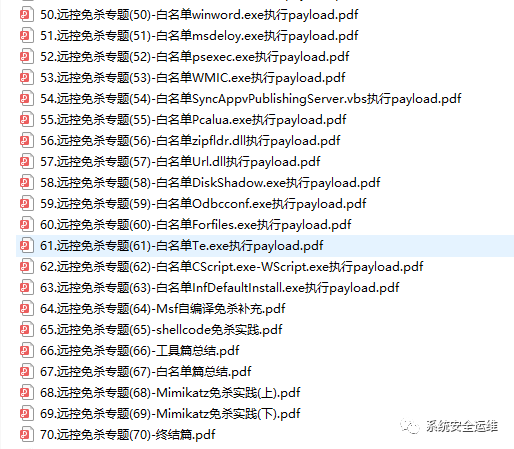 50.远控免杀专题(50)-白名单winword.exe执行payload.pdf
51.远控免杀专题(51)-白名单msdeloy.exe执行payload.pdf
52.远控免杀专题(52)-白名单psexec.exe执行payload.pdf
53.远控免杀专题(53)-白名单WMIC.exe执行payload.pdf
54.远控免杀专题(54)-白名单SyncAppvPublishingServer.vbs执行payload.pdf
55.远控免杀专题(55)-白名单Pcalua.exe执行payload.pdf
56.远控免杀专题(56)-白名单zipfldr.dll执行payload.pdf
57.远控免杀专题(57)-白名单Url.dll执行payload.pdf
58.远控免杀专题(58)-白名单DiskShadow.exe执行payload.pdf
59.远控免杀专题(59)-白名单Odbcconf.exe执行payload.pdf
60.远控免杀专题(60)-白名单Forfiles.exe执行payload.pdf
61.远控免杀专题(61)-白名单Te.exe执行payload.pdf
62.远控免杀专题(62)-白名单CScript.exe-WScript.exe执行payload.pdf
63.远控免杀专题(63)-白名单InfDefaultInstall.exe执行payload.pdf
64.远控免杀专题(64)-Msf自编译免杀补充.pdf
65.远控免杀专题(65)-shellcode免杀实践.pdf
66.远控免杀专题(66)-工具篇总结.pdf
67.远控免杀专题(67)-白名单篇总结.pdf
68.远控免杀专题(68)-Mimikatz免杀实践(上).pdf
69.远控免杀专题(69)-Mimikatz免杀实践(下).pdf
70.远控免杀专题(70)-终结篇.pdf
系统安全运维